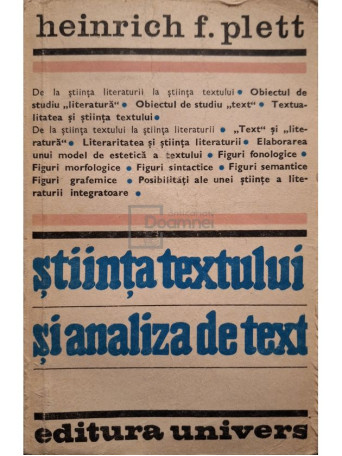 heinrich f. plett
De la știința literaturii la știința textului ● Obiectul de
studiu „literatură" ● Obiectul de studiu „text" ● Textua-
litatea și știința textului ●
De la știința textului la știința literaturii ● „Text" și „lite-
ratură" ● Literaritatea și știința literaturii ● Elaborarea
unui model de estetică a textului ● Figuri fonologice ●
Figuri morfologice ● Figuri sintactice ● Figuri semantice
Figuri grafemice ● Posibilități ale unei științe a lite-
raturii integratoare ●
știința textului
și analiza de text
editura univers